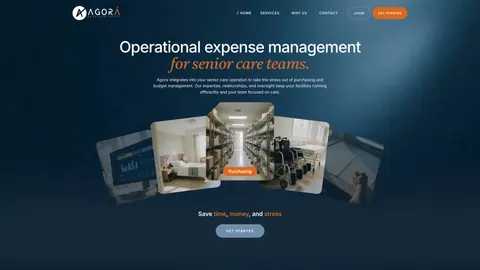 AGORÁ
HOME SERVICES WHY US CONTACT
LOGIN
GET STARTED
Operational expense management
for senior care teams.
Agora integrates into your senior care operation to take the stress out of purchasing and
budget management. Our expertise, relationships, and oversight keep your facilities running
efficiently and your team focused on care.
Purchasing
Save time, money, and stress
GET STARTED